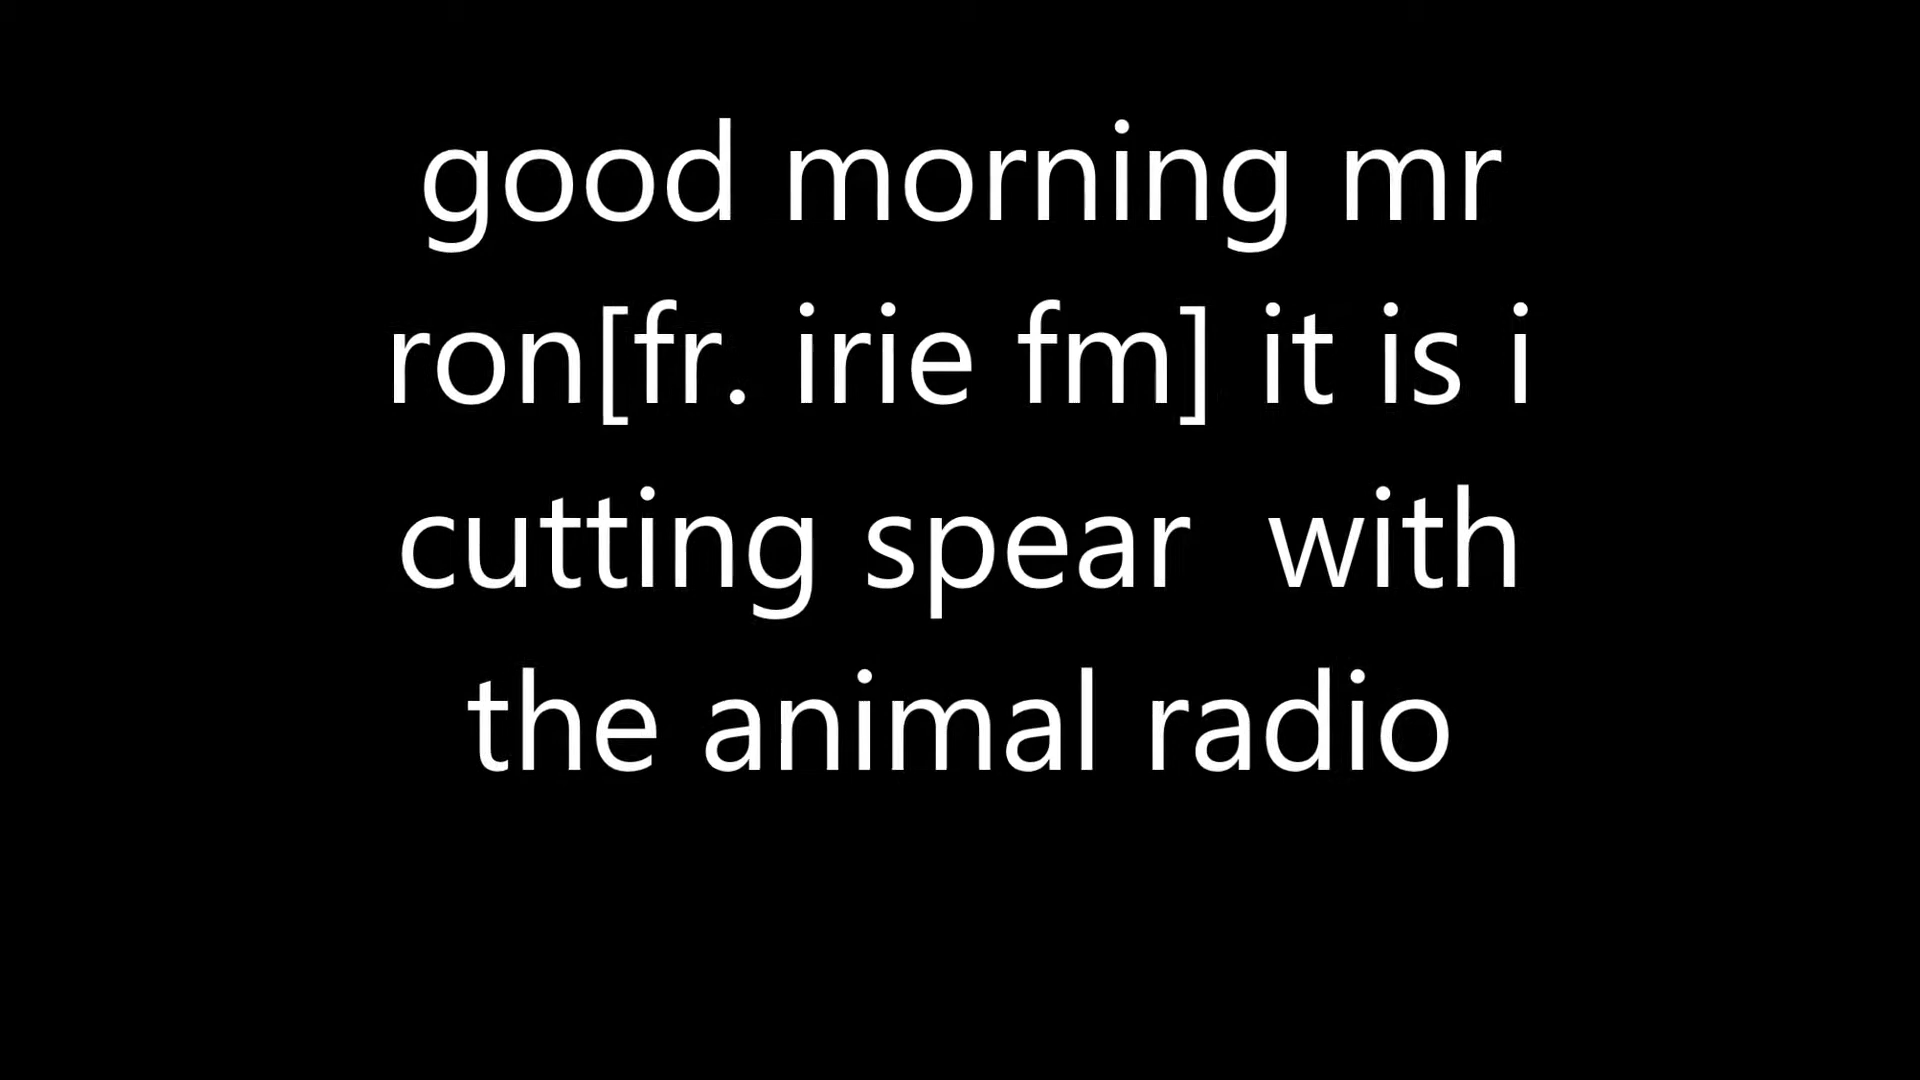 good morning mr
ron[fr. irie fm] it is i
cutting spear  with
the animal radio